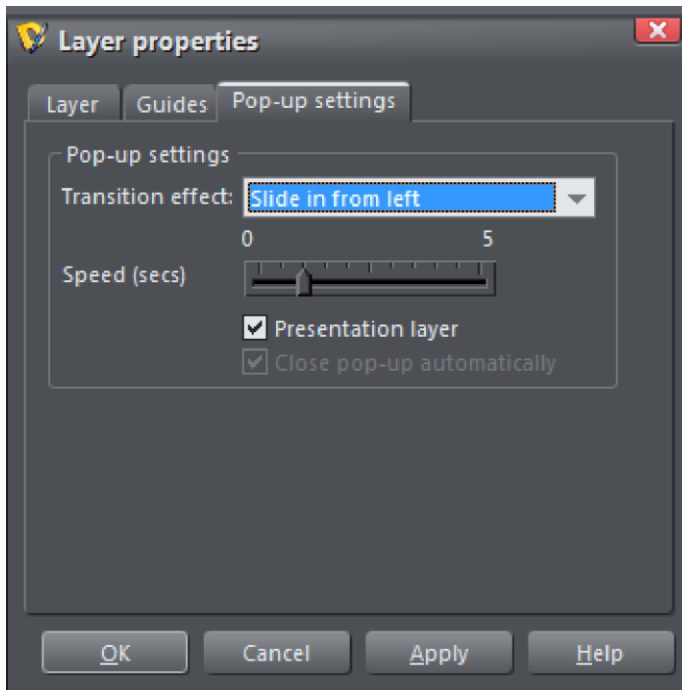 Layer properties
Layer Guides Pop-up settings
Pop-up settings
Transition effect: Slide in from left
0 5
Speed (secs)
Presentation layer
Close pop-up automatically
OK Cancel Apply Help